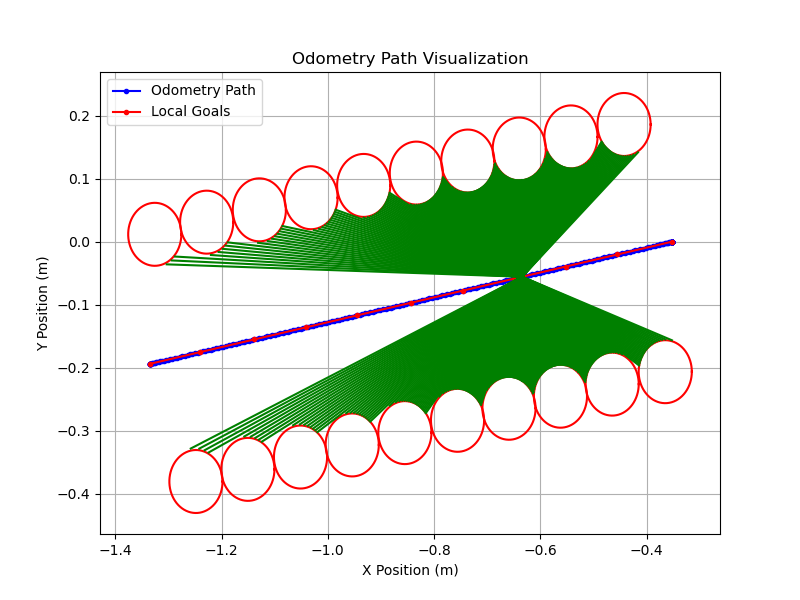 Odometry Path Visualization
Odometry Path
Local Goals
0.2
0.1
0.0
−0.1
−0.2
−0.3
−0.4
Y Position (m)
−1.4 −1.2 −1.0 −0.8 −0.6 −0.4
X Position (m)